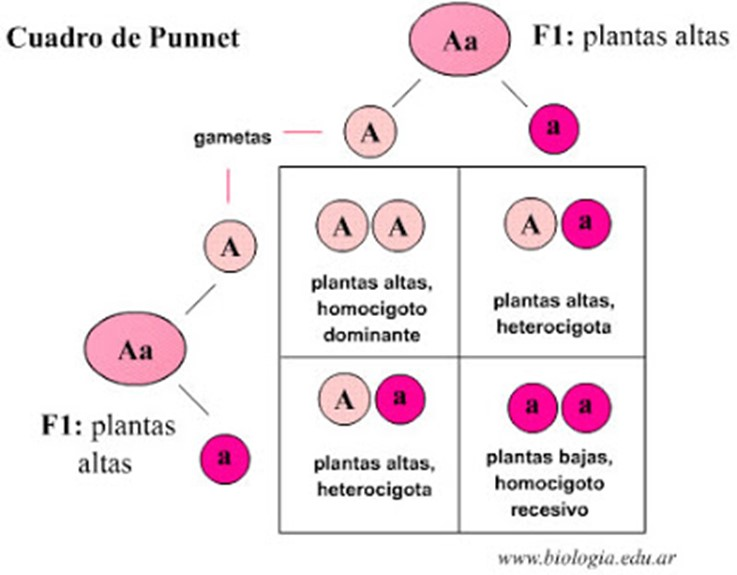 Cuadro de Punnet
Aa
F1: plantas altas
gametas
A
a
A
Aa
F1: plantas
altas
a
A A
plantas altas,
homocigoto
dominante
A a
plantas altas,
heterocigota
A a
plantas altas,
heterocigota
a a
plantas bajas,
homocigoto
recesivo
www.biologia.edu.ar